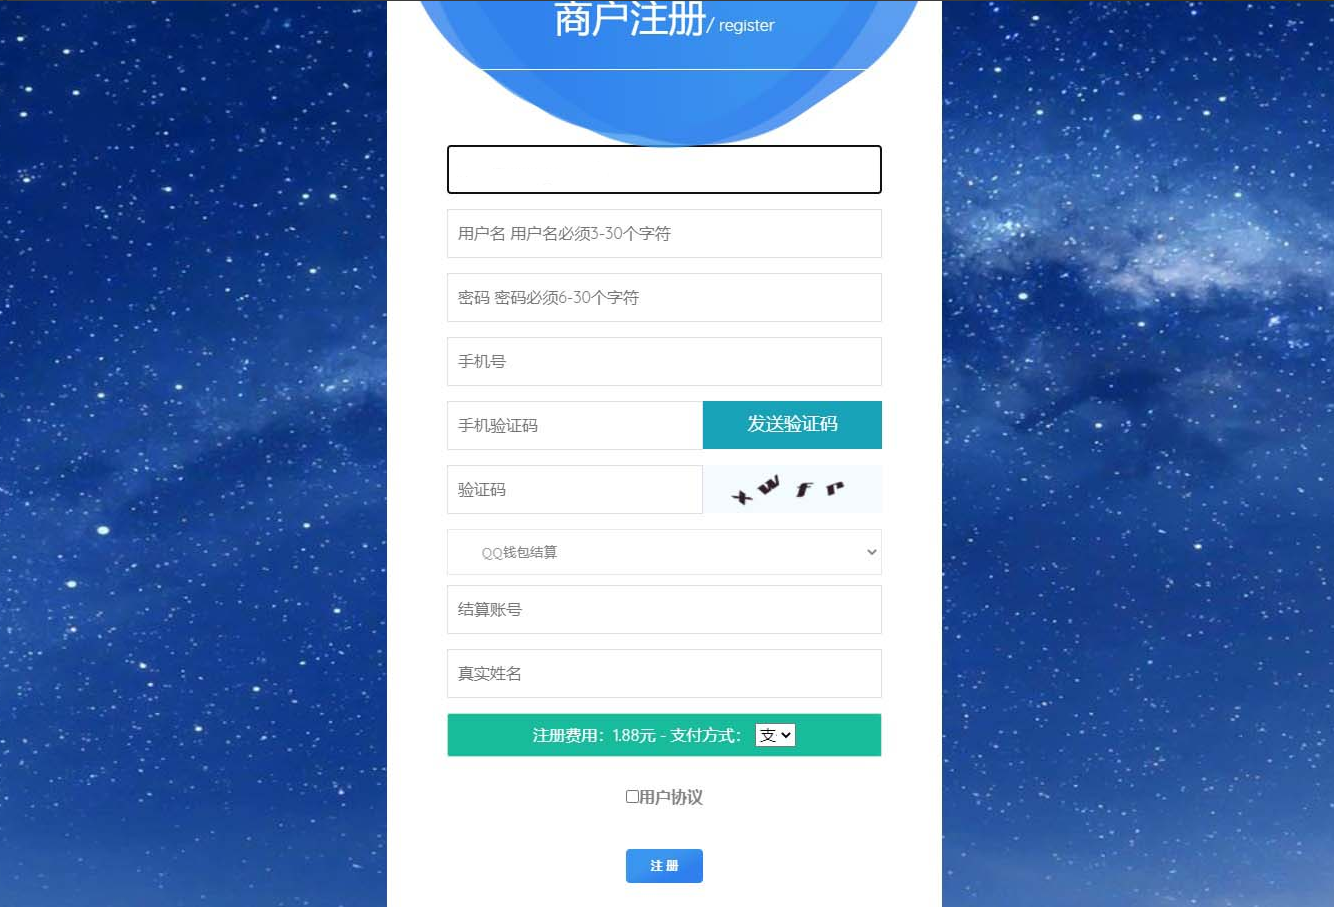 商户注册/ register
用户名 用户名必须3-30个字符
密码 密码必须6-30个字符
手机号
手机验证码
发送验证码
验证码
x w f r
QQ钱包结算
结算账号
真实姓名
注册费用：1.88元 - 支付方式： 支
用户协议
注 册